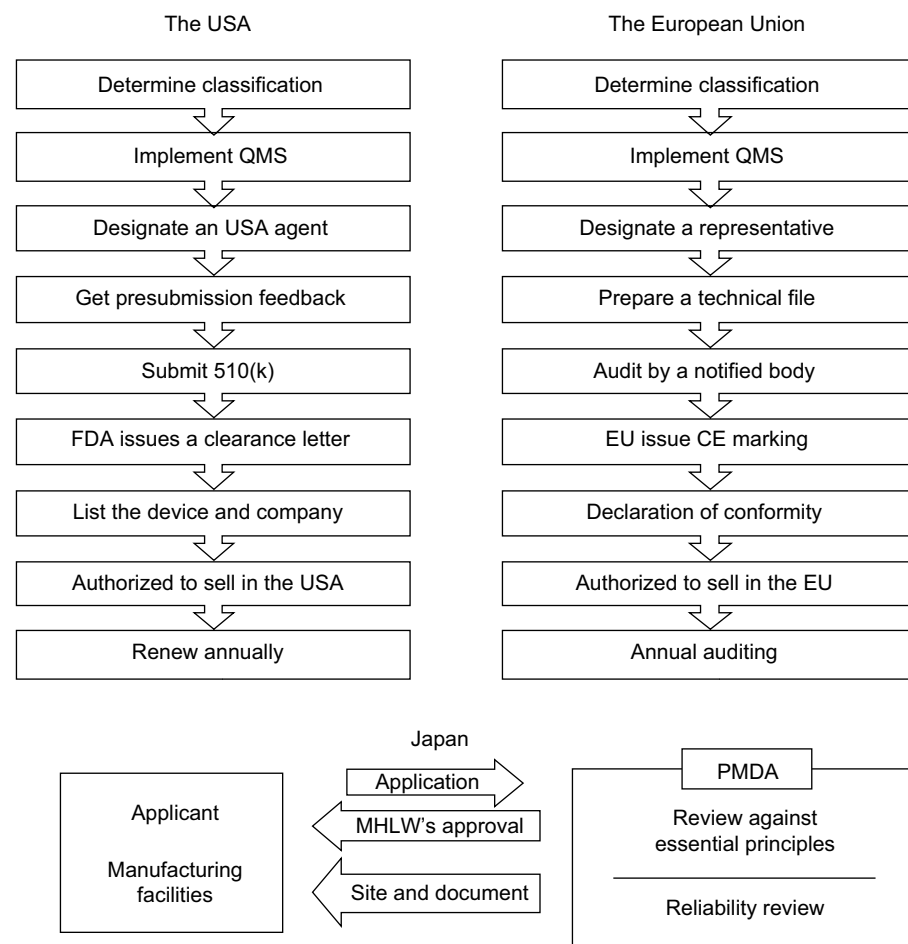 The USA
Determine classification
Implement QMS
Designate an USA agent
Get presubmission feedback
Submit 510(k)
FDA issues a clearance letter
List the device and company
Authorized to sell in the USA
Renew annually
The European Union
Determine classification
Implement QMS
Designate a representative
Prepare a technical file
Audit by a notified body
EU issue CE marking
Declaration of conformity
Authorized to sell in the EU
Annual auditing
Japan
Applicant
Manufacturing
facilities
Application
MHLW's approval
Site and document
PMDA
Review against
essential principles
Reliability review